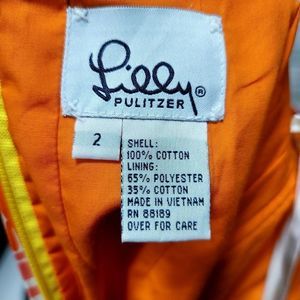 Lilly®
PULITZER
2
SHELL:
100% COTTON
LINING:
65% POLYESTER
35% COTTON
MADE IN VIETNAM
RN 88189
OVER FOR CARE